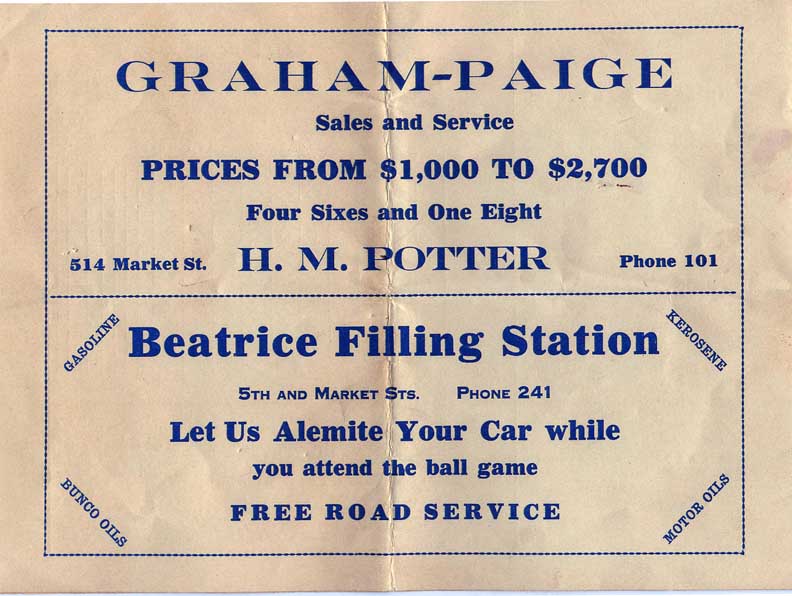 GRAHAM-PAIGE
Sales and Service
PRICES FROM $1,000 TO $2,700
Four Sixes and One Eight
514 Market St. H. M. POTTER Phone 101
GASOLINE
KEROSENE
Beatrice Filling Station
5TH AND MARKET STS. PHONE 241
Let Us Alemite Your Car while
you attend the ball game
FREE ROAD SERVICE
BUNCO OILS
MOTOR OILS